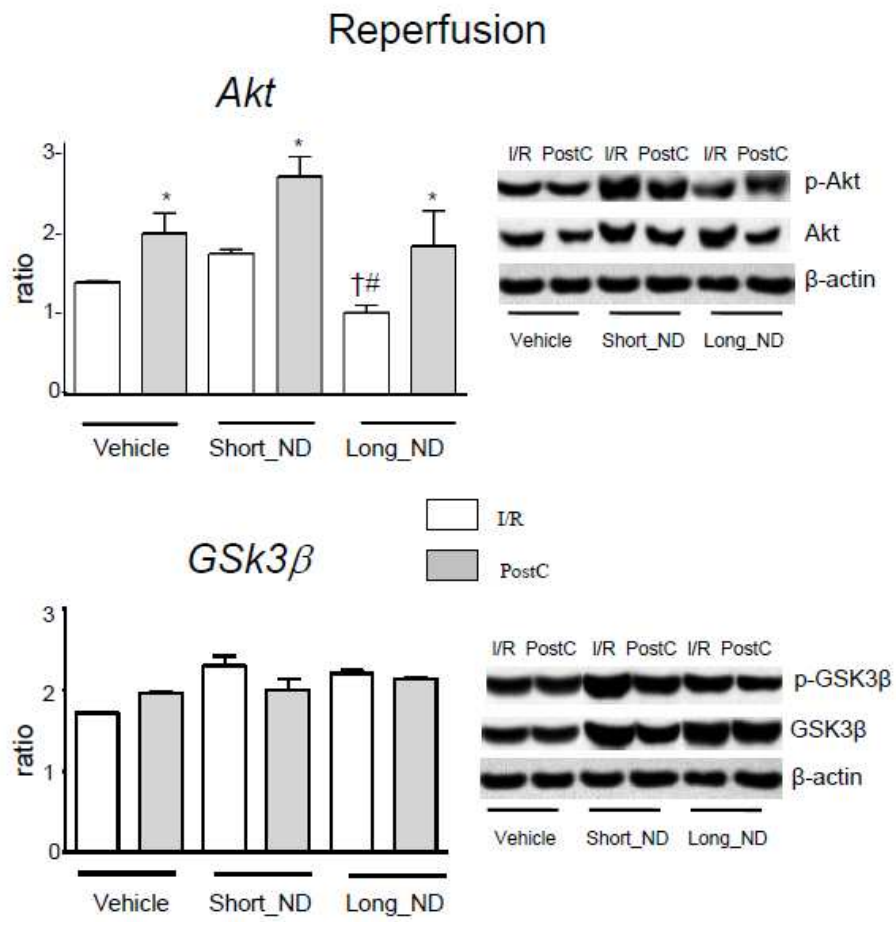 Reperfusion
Akt
3-
2-
1-
0-
ratio
*
*
†#
*
Vehicle Short_ND Long_ND
I/R PostC I/R PostC I/R PostC
p-Akt
Akt
β-actin
Vehicle Short_ND Long_ND
I/R
PostC
GSk3β
3
2
1
0
ratio
Vehicle Short_ND Long_ND
I/R PostC I/R PostC I/R PostC
p-GSK3β
GSK3β
β-actin
Vehicle Short_ND Long_ND